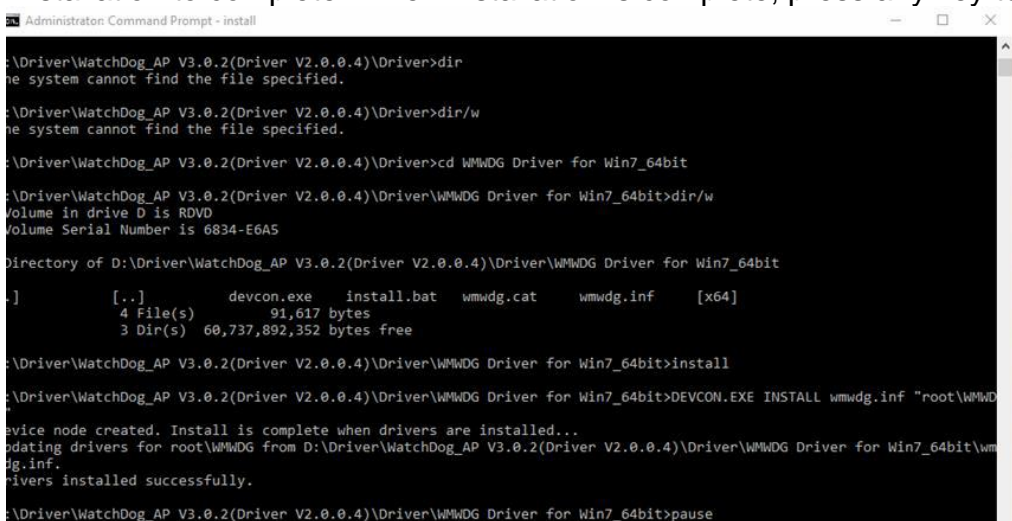 Administrator: Command Prompt - install
:\Driver\WatchDog_AP V3.0.2(Driver V2.0.0.4)\Driver>dir
he system cannot find the file specified.
:\Driver\WatchDog_AP V3.0.2(Driver V2.0.0.4)\Driver>dir/w
he system cannot find the file specified.
:\Driver\WatchDog_AP V3.0.2(Driver V2.0.0.4)\Driver>cd WMWDG Driver for Win7_64bit
:\Driver\WatchDog_AP V3.0.2(Driver V2.0.0.4)\Driver\WMWDG Driver for Win7_64bit>dir/w
Volume in drive D is RDVD
Volume Serial Number is 6834-E6A5
Directory of D:\Driver\WatchDog_AP V3.0.2(Driver V2.0.0.4)\Driver\WMWDG Driver for Win7_64bit
.] [..] devcon.exe install.bat wmwdg.cat wmwdg.inf [x64]
4 File(s) 91,617 bytes
3 Dir(s) 60,737,892,352 bytes free
:\Driver\WatchDog_AP V3.0.2(Driver V2.0.0.4)\Driver\WMWDG Driver for Win7_64bit>install
:\Driver\WatchDog_AP V3.0.2(Driver V2.0.0.4)\Driver\WMWDG Driver for Win7_64bit>DEVCON.EXE INSTALL wmwdg.inf "root\WMWD
"
evice node created. Install is complete when drivers are installed...
pdating drivers for root\WMWDG from D:\Driver\WatchDog_AP V3.0.2(Driver V2.0.0.4)\Driver\WMWDG Driver for Win7_64bit\wm
dg.inf.
rivers installed successfully.
:\Driver\WatchDog_AP V3.0.2(Driver V2.0.0.4)\Driver\WMWDG Driver for Win7_64bit>pause